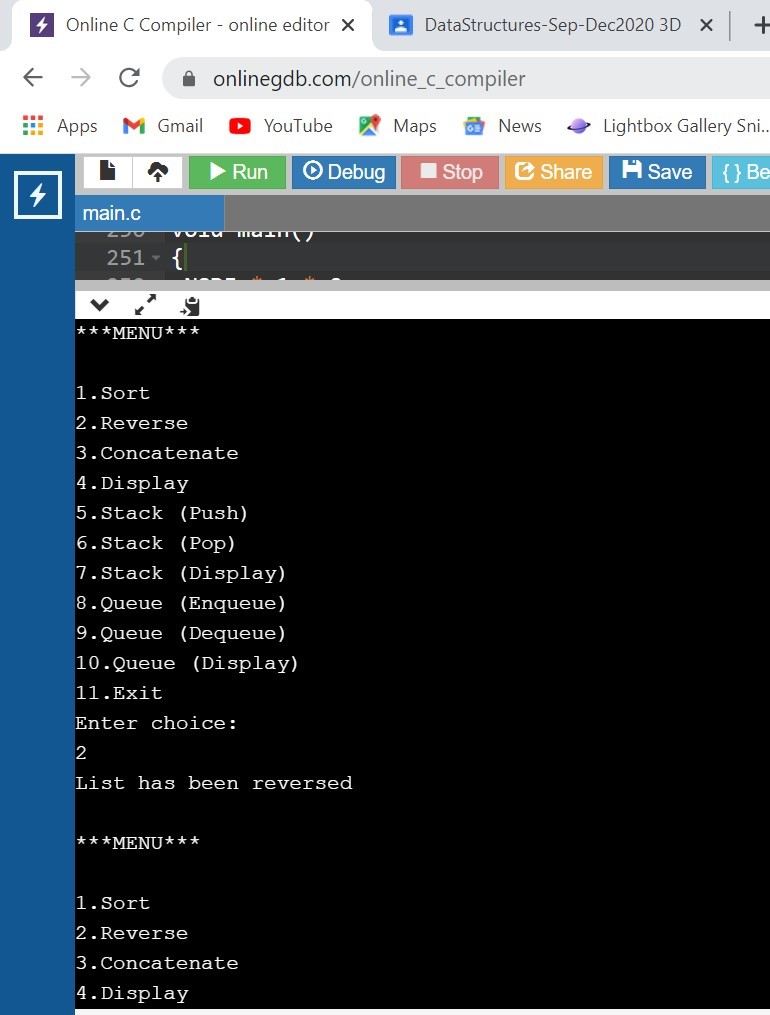 Online C Compiler - online editor
DataStructures-Sep-Dec2020 3D
onlinegdb.com/online_c_compiler
Apps Gmail YouTube Maps News Lightbox Gallery Sni..
Run Debug Stop Share Save { } Be
main.c
void main()
251 {
***MENU***
1.Sort
2.Reverse
3.Concatenate
4.Display
5.Stack (Push)
6.Stack (Pop)
7.Stack (Display)
8.Queue (Enqueue)
9.Queue (Dequeue)
10.Queue (Display)
11.Exit
Enter choice:
2
List has been reversed
***MENU***
1.Sort
2.Reverse
3.Concatenate
4.Display